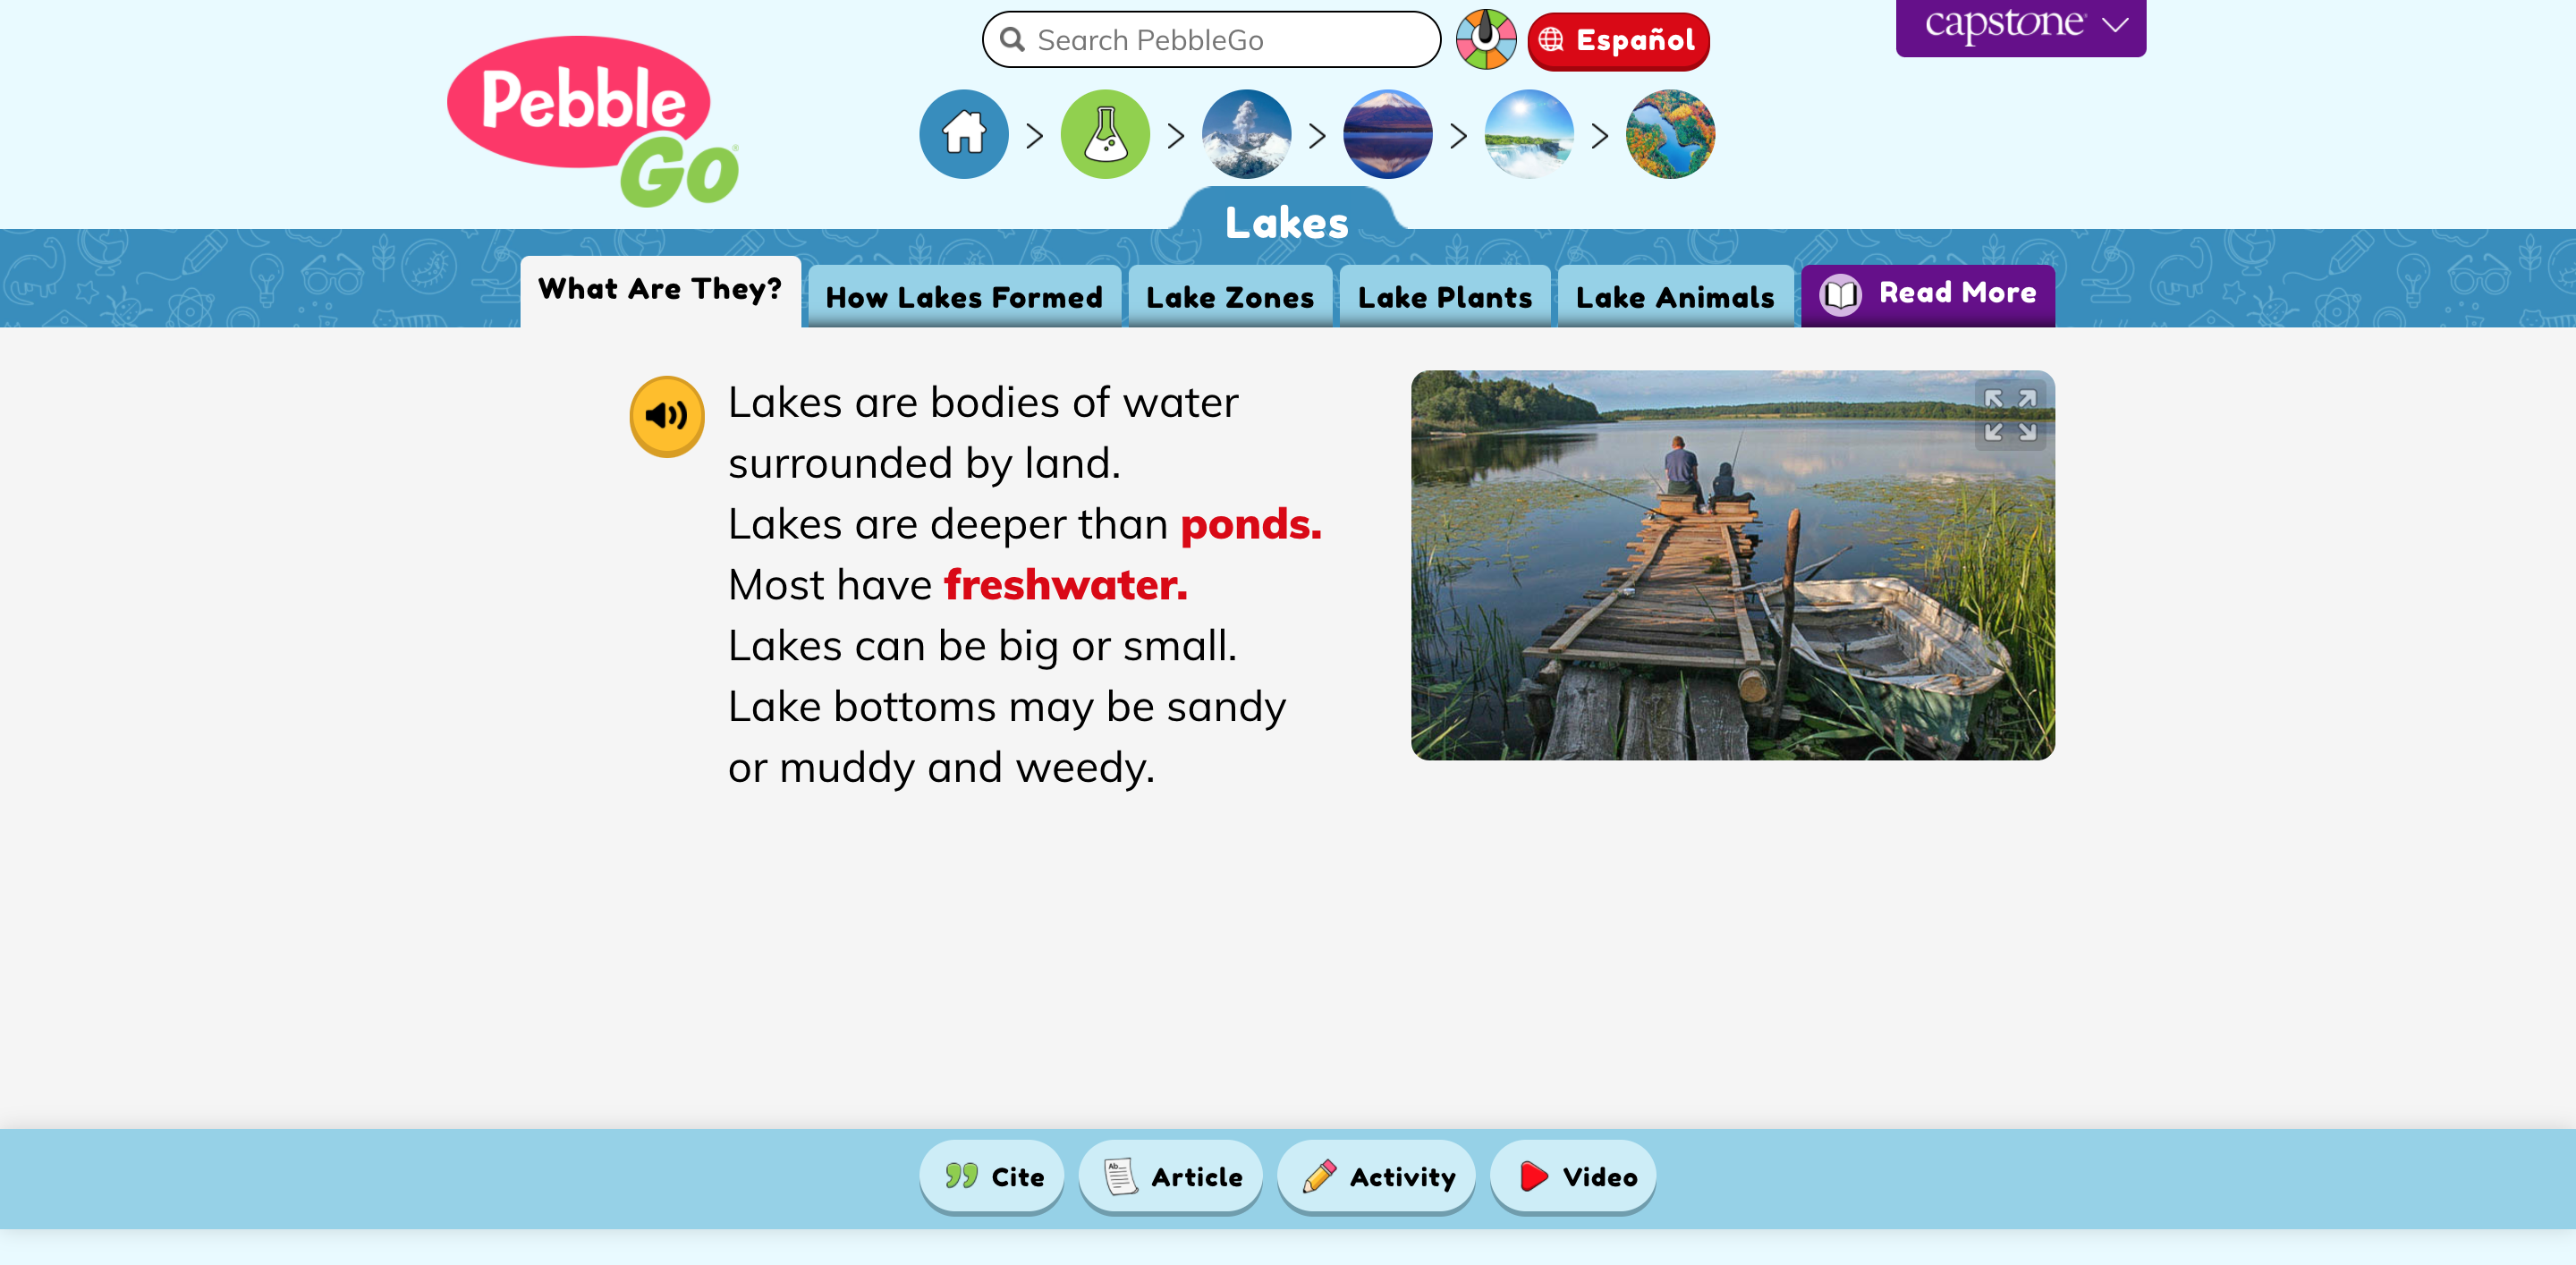 Pebble
Go
Search PebbleGo
Español
capstone
Lakes
What Are They?
How Lakes Formed
Lake Zones
Lake Plants
Lake Animals
Read More
Lakes are bodies of water
surrounded by land.
Lakes are deeper than ponds.
Most have freshwater.
Lakes can be big or small.
Lake bottoms may be sandy
or muddy and weedy.
Cite
Article
Activity
Video